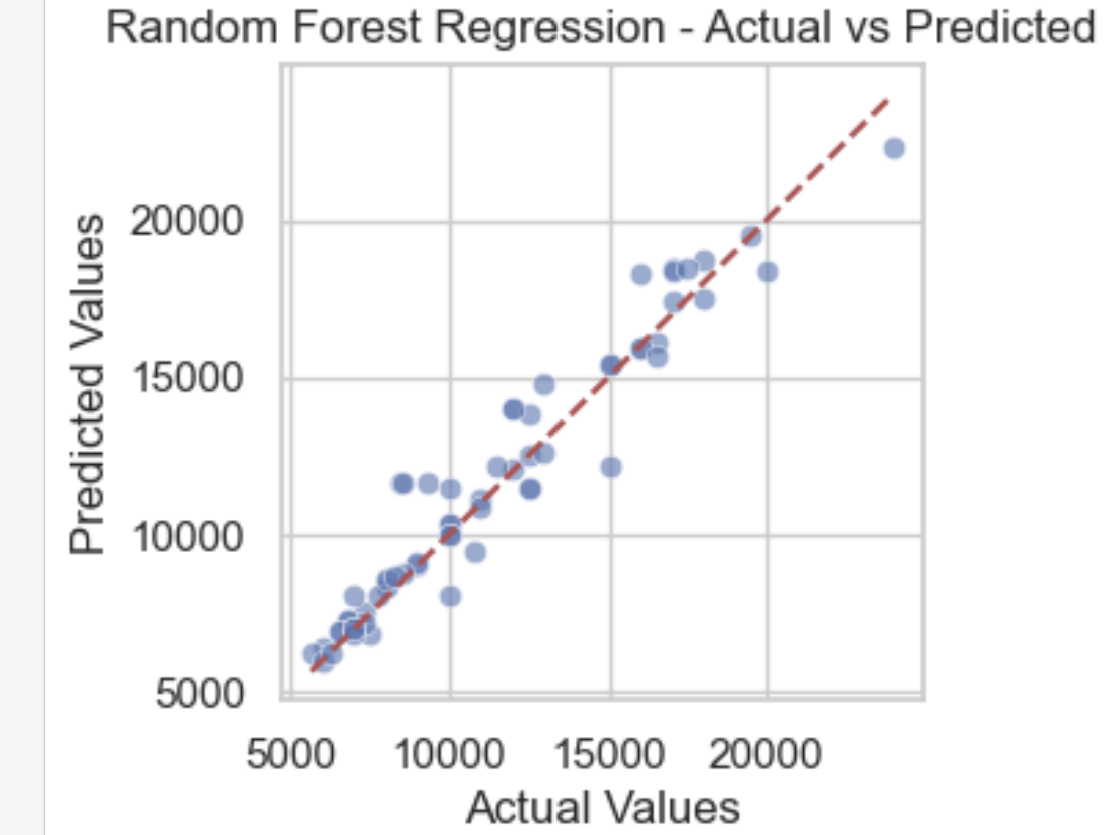 Random Forest Regression - Actual vs Predicted
Predicted Values
20000
15000
10000
5000
5000 10000 15000 20000
Actual Values